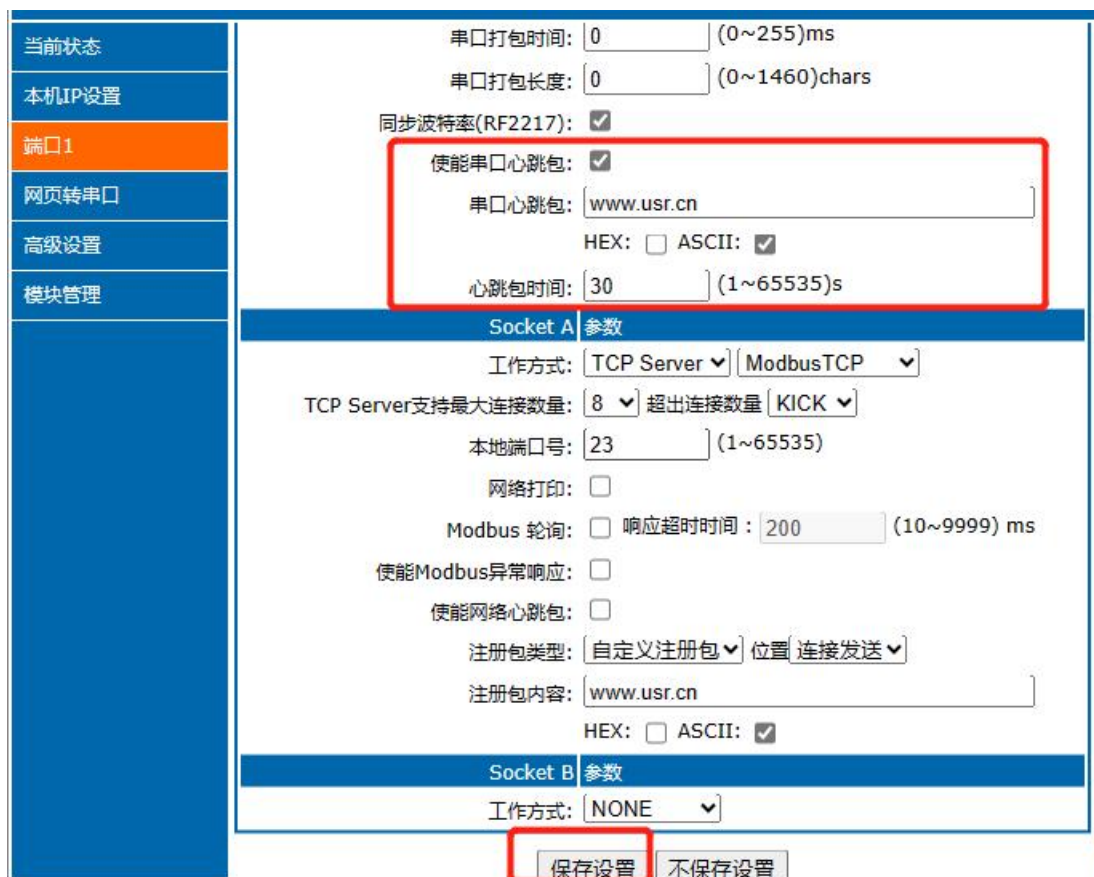 当前状态
本机IP设置
端口1
网页转串口
高级设置
模块管理
串口打包时间: 0 (0~255)ms
串口打包长度: 0 (0~1460)chars
同步波特率(RF2217):
使能串口心跳包:
串口心跳包: www.usr.cn
HEX: ASCII:
心跳包时间: 30 (1~65535)s
Socket A 参数
工作方式: TCP Server ModbusTCP
TCP Server支持最大连接数量: 8 超出连接数量 KICK
本地端口号: 23 (1~65535)
网络打印:
Modbus 轮询: 响应超时时间 : 200 (10~9999) ms
使能Modbus异常响应:
使能网络心跳包:
注册包类型: 自定义注册包 位置 连接发送
注册包内容: www.usr.cn
HEX: ASCII:
Socket B 参数
工作方式: NONE
保存设置 不保存设置